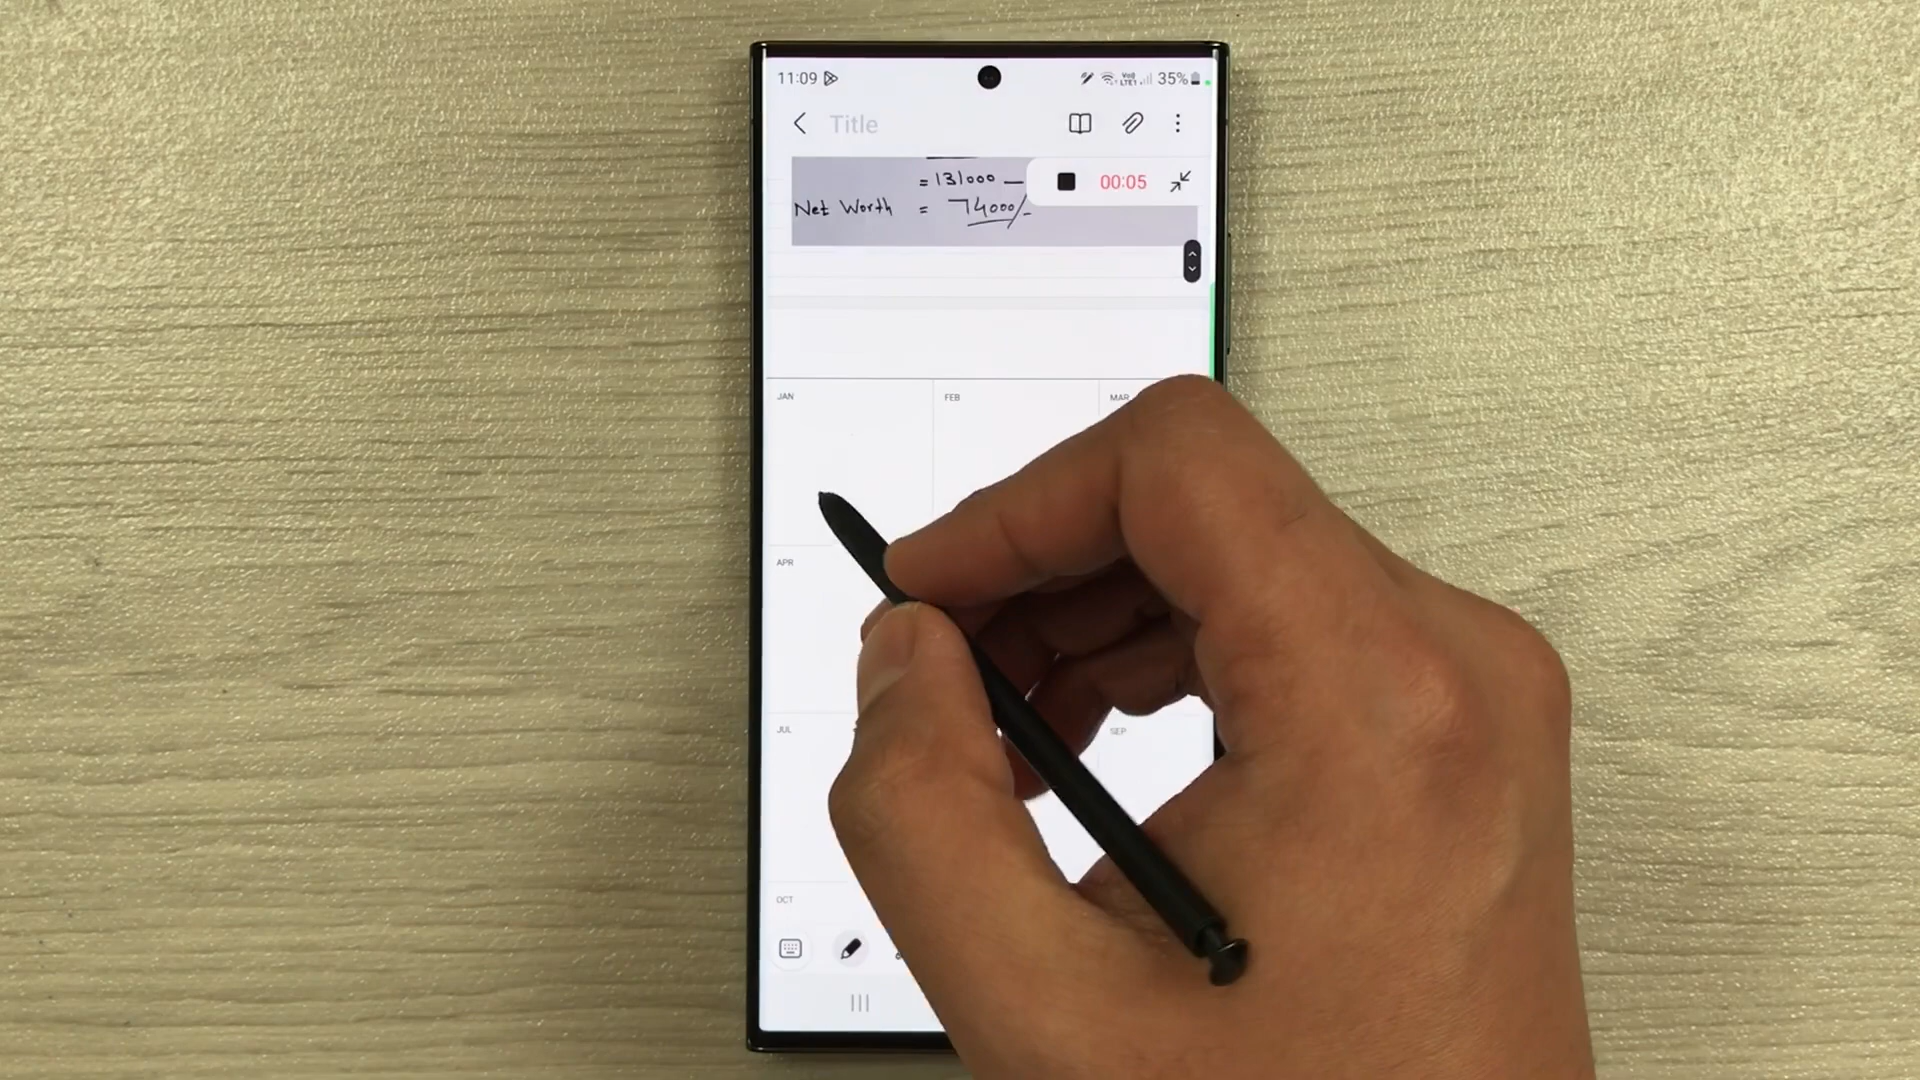 11:09 35%
Title
= 131000 —
00:05
Net Worth = 74000/-
JAN FEB MAR
APR
JUL SEP
OCT